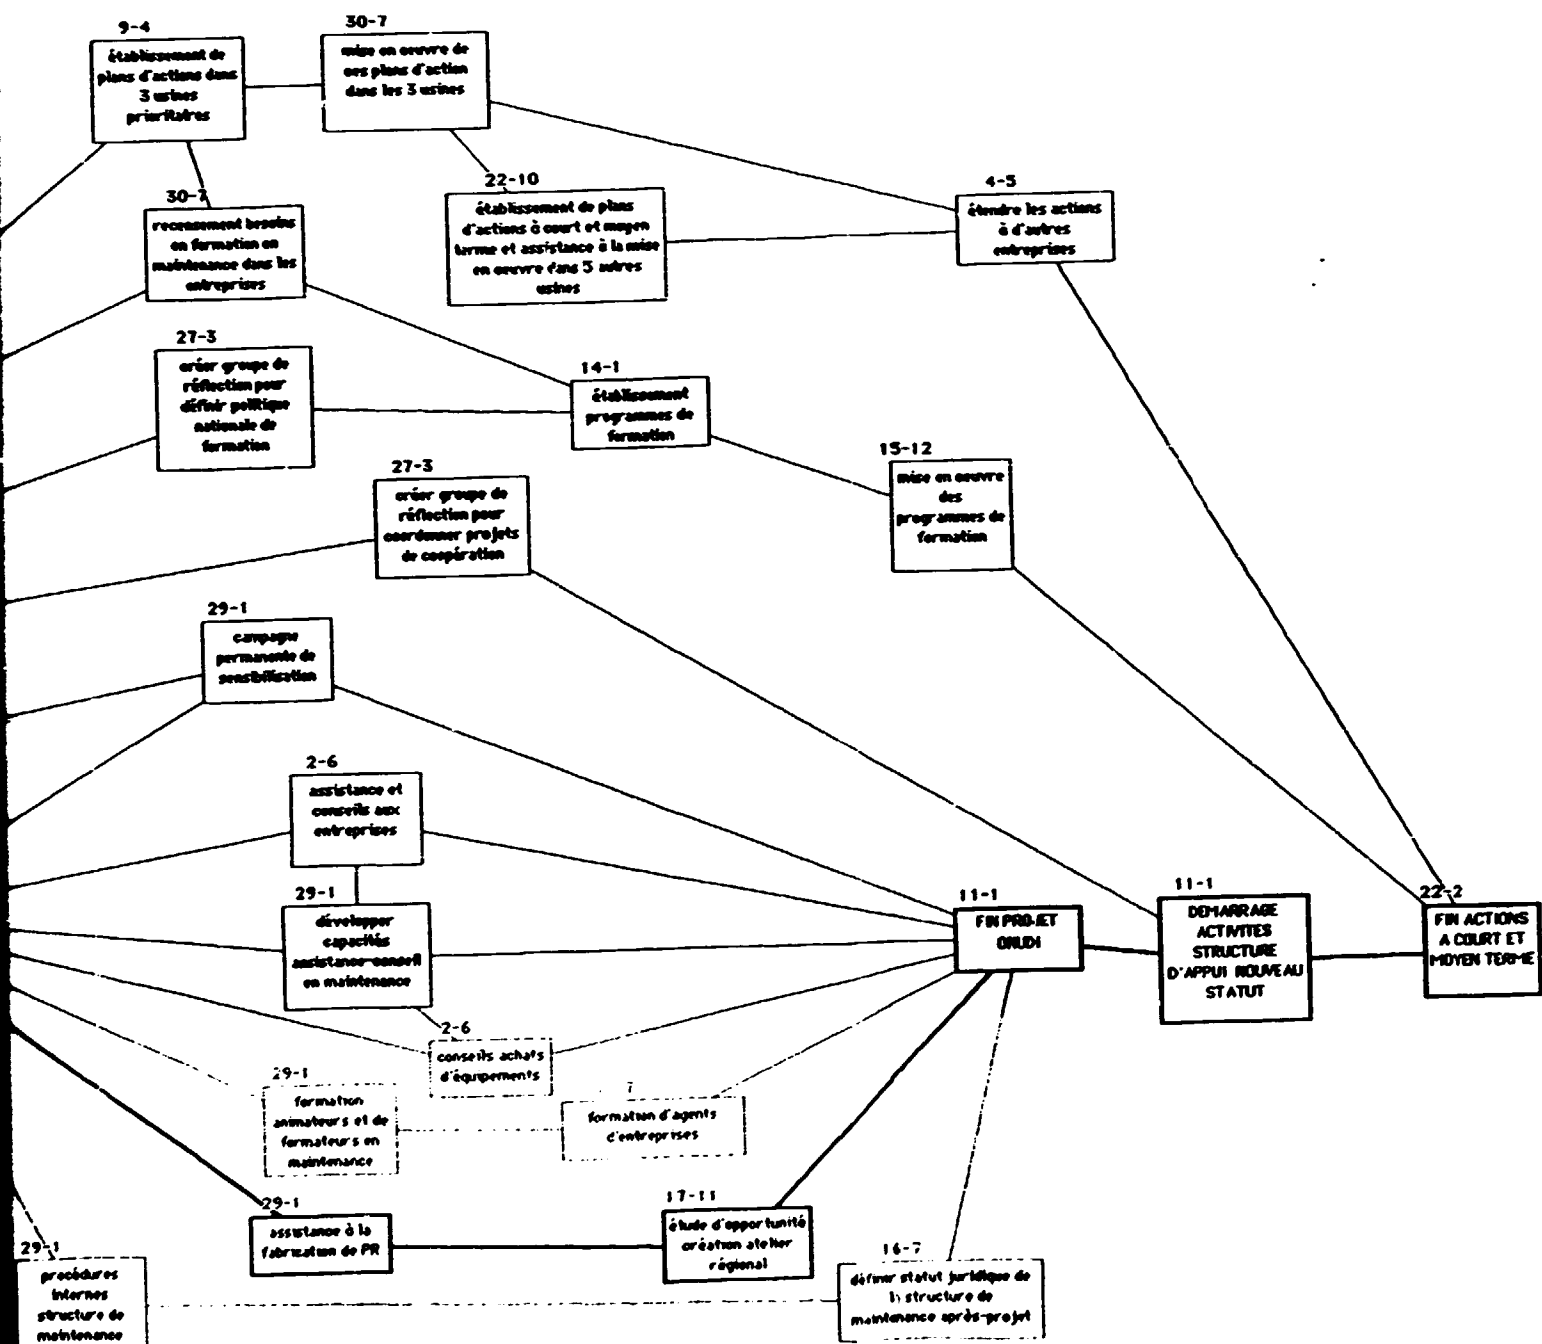 9-4
établissement de
plans d'actions dans
3 usines
prioritaires
30-7
mise en oeuvre de
ces plans d'action
dans les 3 usines
30-7
recensement besoins
en formation en
maintenance dans les
entreprises
22-10
établissement de plans
d'actions à court et moyen
terme et assistance à la mise
en oeuvre dans 5 autres
usines
4-5
étendre les actions
à d'autres
entreprises
27-3
créer groupe de
réflection pour
définir politique
nationale de
formation
14-1
établissement
programmes de
formation
27-3
créer groupe de
réflection pour
coordonner projets
de coopération
15-12
mise en oeuvre
des
programmes de
formation
29-1
campagne
permanente de
sensibilisation
2-6
assistance et
conseils aux
entreprises
29-1
développer
capacités
assistance-conseil
en maintenance
11-1
FIN PROJET
ONUDI
11-1
DEMARRAGE
ACTIVITES
STRUCTURE
D'APPUI NOUVEAU
STATUT
22-2
FIN ACTIONS
A COURT ET
MOYEN TERME
2-6
conseils achats
d'équipements
29-1
formation
animateurs et de
formateurs en
maintenance
7
formation d'agents
d'entreprises
29-1
assistance à la
fabrication de PR
17-11
étude d'opportunité
création atelier
régional
29-1
procédures
internes
structure de
maintenance
16-7
définir statut juridique de
la structure de
maintenance après-projet